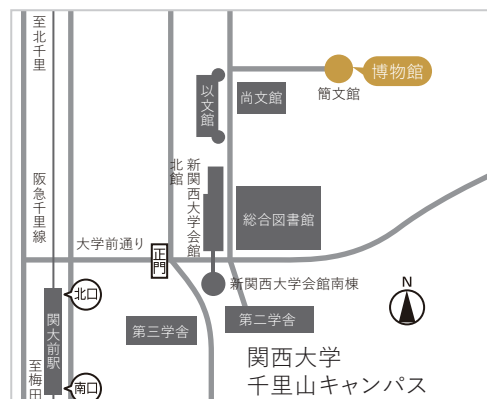 至北千里
博物館
簡文館
以文館
尚文館
阪急千里線
新関西大学会館
北館
総合図書館
大学前通り
正門
新関西大学会館南棟
N
北口
関大前駅
第三学舎
第二学舎
至梅田
南口
関西大学
千里山キャンパス